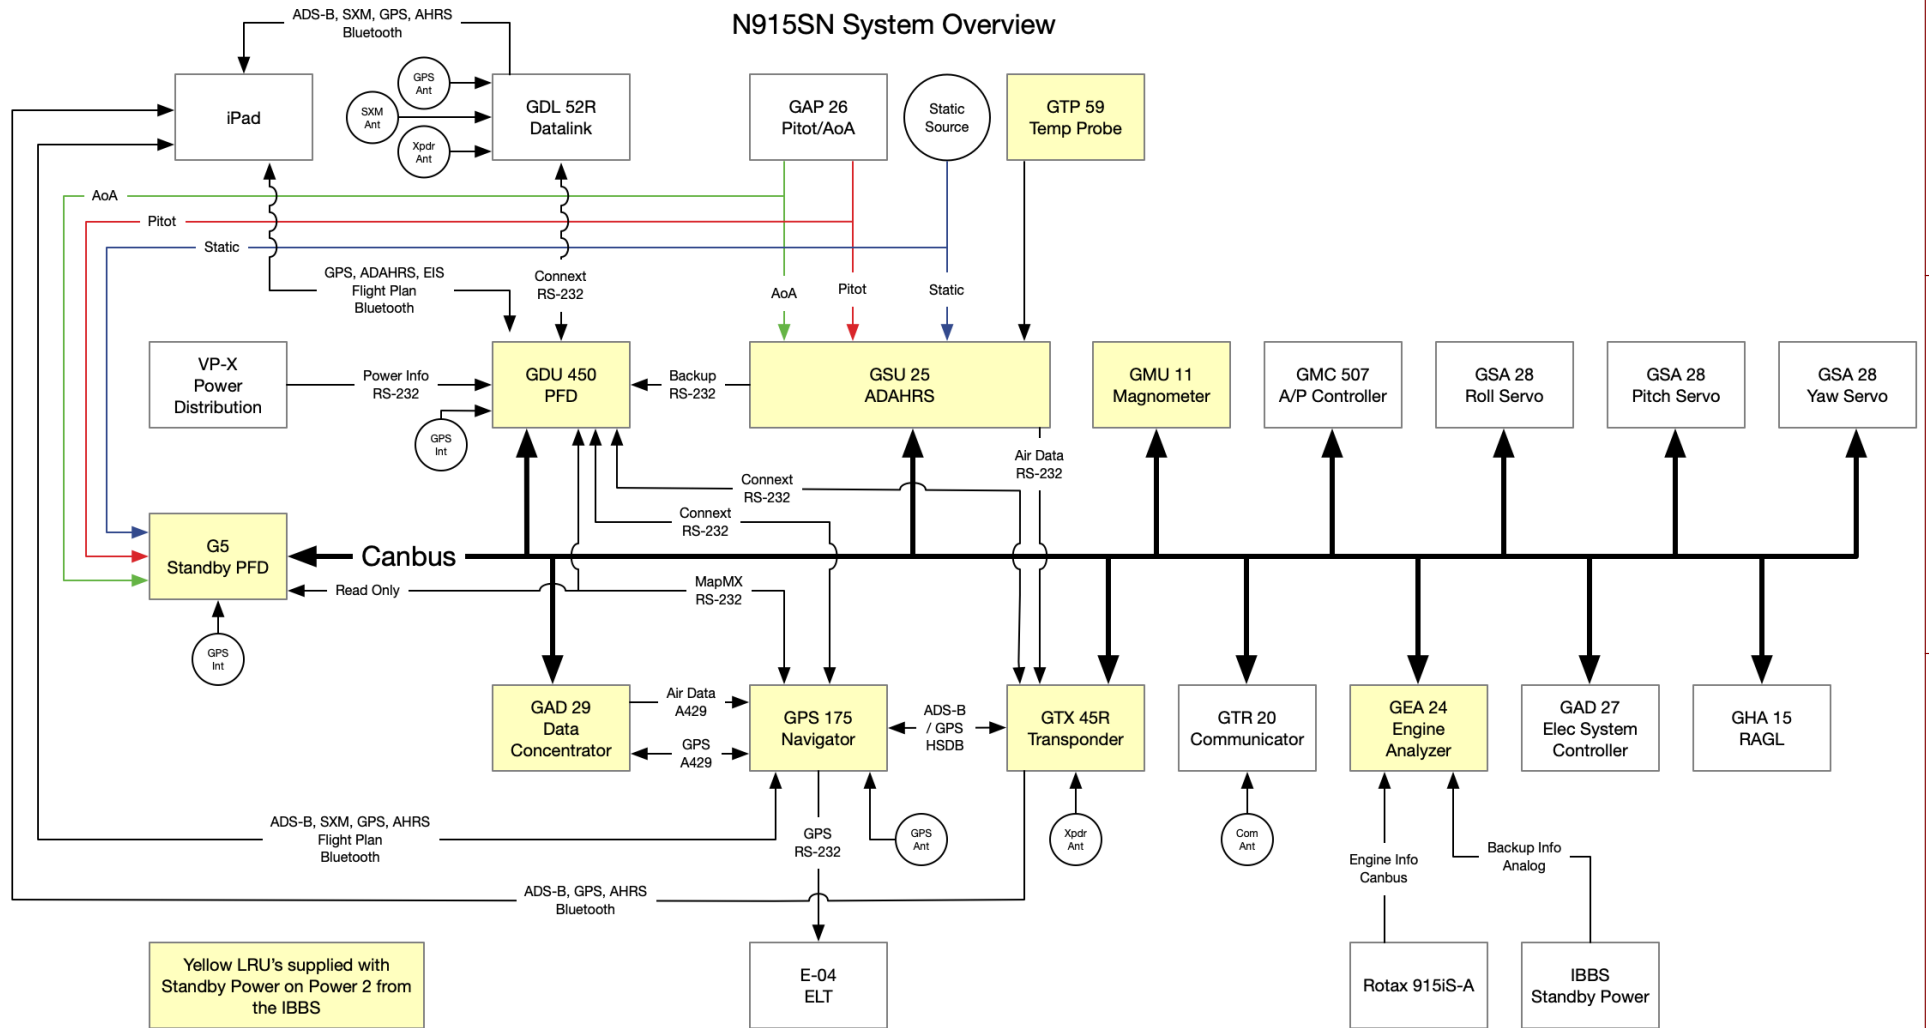 N915SN System Overview
ADS-B, SXM, GPS, AHRS
Bluetooth
iPad
GPS
Ant
SXM
Ant
Xpdr
Ant
GDL 52R
Datalink
GAP 26
Pitot/AoA
Static
Source
GTP 59
Temp Probe
AoA
Pitot
Static
GPS, ADAHRS, EIS
Flight Plan
Bluetooth
Connext
RS-232
AoA
Pitot
Static
VP-X
Power
Distribution
Power Info
RS-232
GPS
Int
GDU 450
PFD
Backup
RS-232
GSU 25
ADAHRS
GMU 11
Magnometer
GMC 507
A/P Controller
GSA 28
Roll Servo
GSA 28
Pitch Servo
GSA 28
Yaw Servo
Air Data
RS-232
Connext
RS-232
Connext
RS-232
G5
Standby PFD
Canbus
Read Only
MapMX
RS-232
GPS
Int
GAD 29
Data
Concentrator
Air Data
A429
GPS
A429
GPS 175
Navigator
ADS-B
/ GPS
HSDB
GTX 45R
Transponder
GTR 20
Communicator
GEA 24
Engine
Analyzer
GAD 27
Elec System
Controller
GHA 15
RAGL
ADS-B, SXM, GPS, AHRS
Flight Plan
Bluetooth
GPS
RS-232
GPS
Ant
Xpdr
Ant
Com
Ant
Engine Info
Canbus
Backup Info
Analog
ADS-B, GPS, AHRS
Bluetooth
Yellow LRU's supplied with
Standby Power on Power 2 from
the IBBS
E-04
ELT
Rotax 915iS-A
IBBS
Standby Power